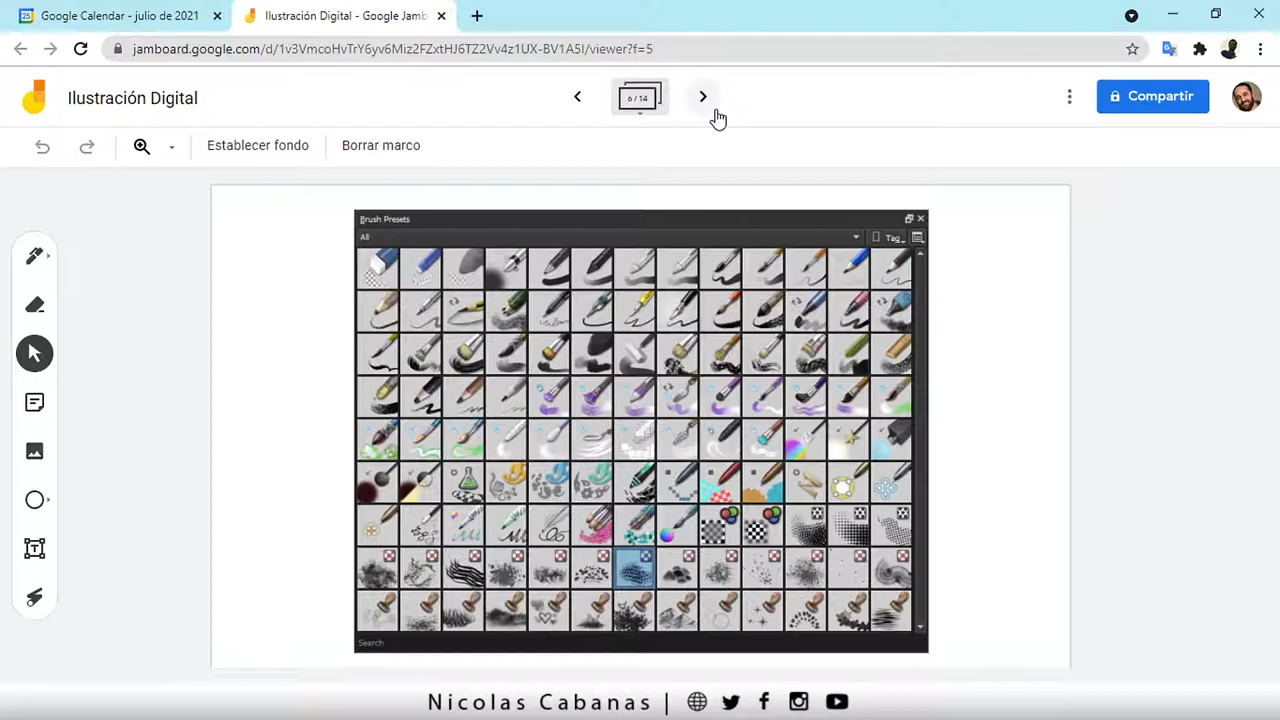 Google Calendar - julio de 2021
Ilustración Digital - Google Jamb
jamboard.google.com/d/1v3VmcoHvTrY6yv6Miz2FZxtHJ6TZ2Vv4z1UX-BV1A5I/viewer?f=5
Ilustración Digital
6 / 14
Compartir
Establecer fondo
Borrar marco
Brush Presets
All
Tag
Search
Nicolas Cabanas |